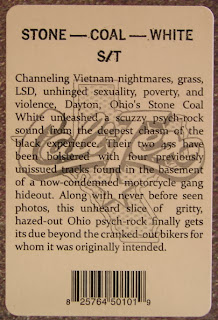 STONE — COAL — WHITE
S/T
Channeling Vietnam nightmares, grass,
LSD, unhinged sexuality, poverty, and
violence, Dayton, Ohio's Stone Coal
White unleashed a scuzzy psych-rock
sound from the deepest chasm of the
black experience. Their two have
been bolstered with four previously
unissued tracks found in the basement
of a now-condemned motorcycle gang
hideout. Along with never before seen
photos, this unheard slice of gritty,
hazed-out Ohio psych-rock finally gets
its due beyond the cranked-out bikers for
whom it was originally intended.
8 25764 50101 9